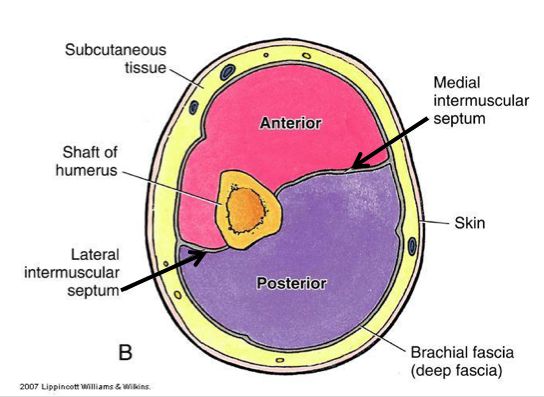 Subcutaneous
tissue
Medial
intermuscular
septum
Anterior
Shaft of
humerus
Skin
Lateral
intermuscular
septum
Posterior
B
Brachial fascia
(deep fascia)
2007 Lippincott Williams & Wilkins.